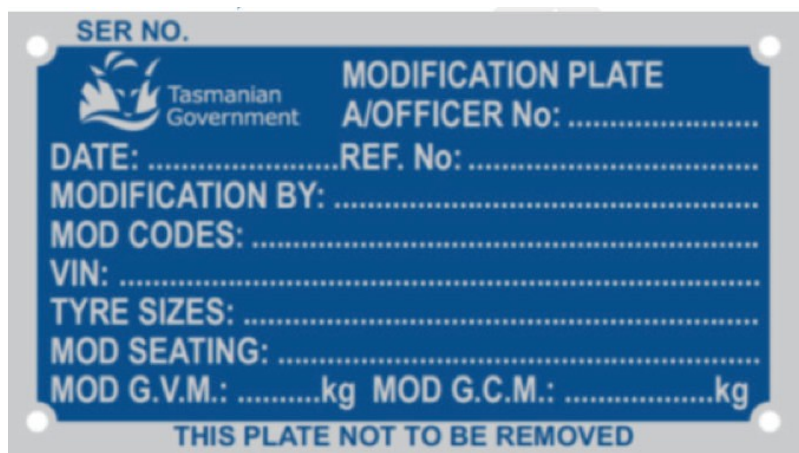 SER NO.
Tasmanian
Government
MODIFICATION PLATE
A/OFFICER No: .......................
DATE: .......................REF. No: ...................................
MODIFICATION BY: ...................................................
MOD CODES: .............................................................
VIN: .............................................................................
TYRE SIZES: ..............................................................
MOD SEATING: ..........................................................
MOD G.V.M.: ..........kg MOD G.C.M.: ..................kg
THIS PLATE NOT TO BE REMOVED